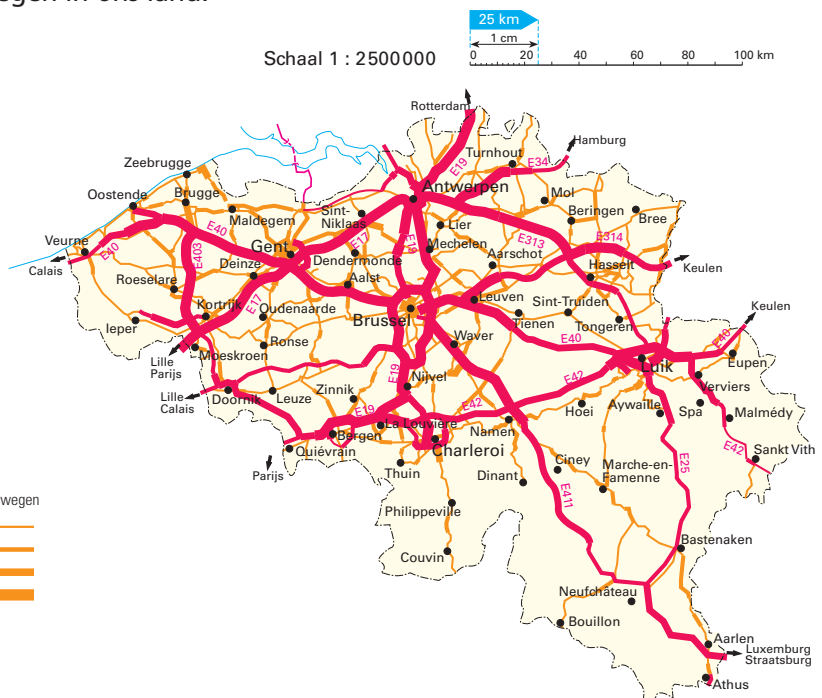 25 km
1 cm
Schaal 1 : 2500000
0 20 40 60 80 100 km
Rotterdam
Hamburg
Turnhout
E19
E34
Zeebrugge
Antwerpen
Mol
Oostende
Brugge
Maldegem
Sint-
Niklaas
Lier
Beringen
Bree
E40
E17
E19
Mechelen
E313
E314
Veurne
E40
Calais
E403
Gent
Deinze
Dendermonde
Aalst
Aarschot
Hasselt
Keulen
Roeselare
Kortrijk
E17
Oudenaarde
Brussel
Leuven
Sint-Truiden
Tienen
Tongeren
Keulen
Ieper
Ronse
Waver
E40
E40
Lille
Parijs
Moeskroen
Luik
Eupen
Lille
Calais
Doornik
Leuze
Zinnik
E19
Nijvel
E42
Verviers
E19
La Louvière
E42
Hoei
Aywaille
Spa
Malmédy
Bergen
Namen
Quiévrain
Charleroi
E42
Sankt Vith
Parijs
Thuin
Dinant
Ciney
Marche-en-
Famenne
E25
wegen
E411
Philippeville
Couvin
Bastenaken
Neufchâteau
Bouillon
Aarlen
Luxemburg
Straatsburg
Athus